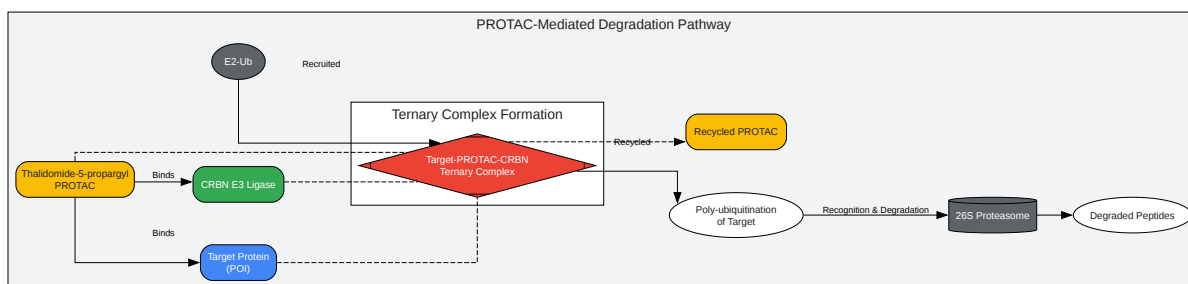 PROTAC-Mediated Degradation Pathway
E2-Ub
Recruited
Ternary Complex Formation
Recycled PROTAC
Recycled
Target-PROTAC-CRBN
Ternary Complex
Thalidomide-5-propargyl
PROTAC
Binds
CRBN E3 Ligase
Poly-ubiquitination
of Target
Recognition & Degradation
26S Proteasome
Degraded Peptides
Binds
Target Protein
(POI)